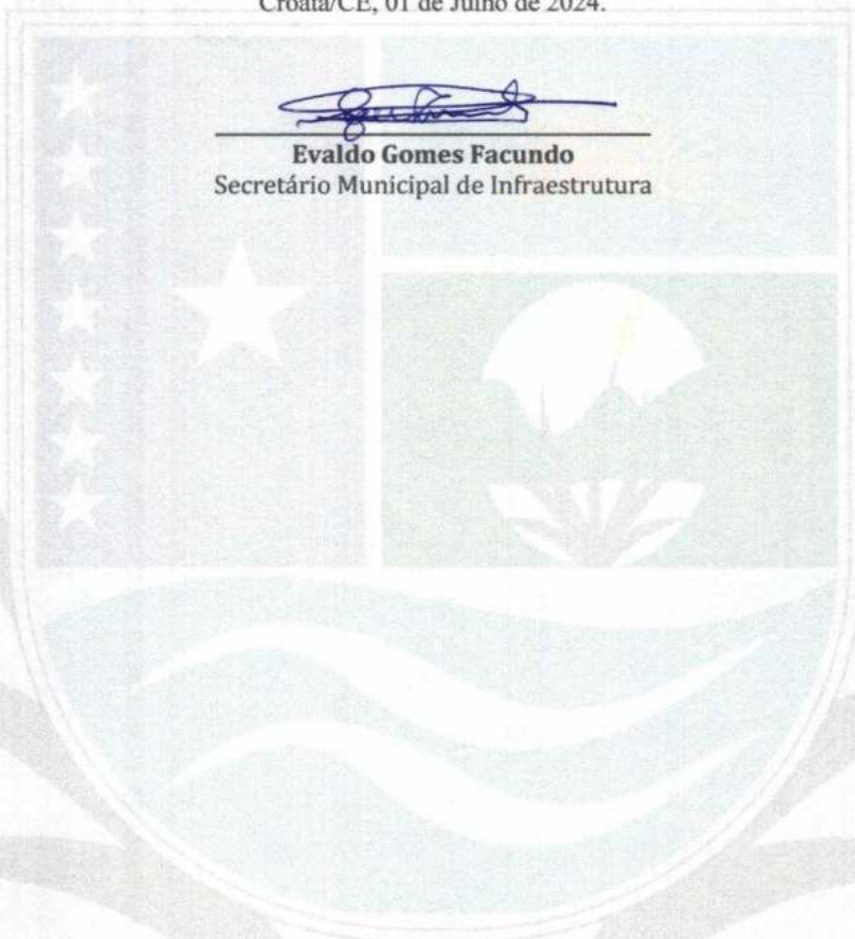 Croatá/CE, 01 de Julho de 2024.
Evaldo Gomes Facundo
Secretário Municipal de Infraestrutura